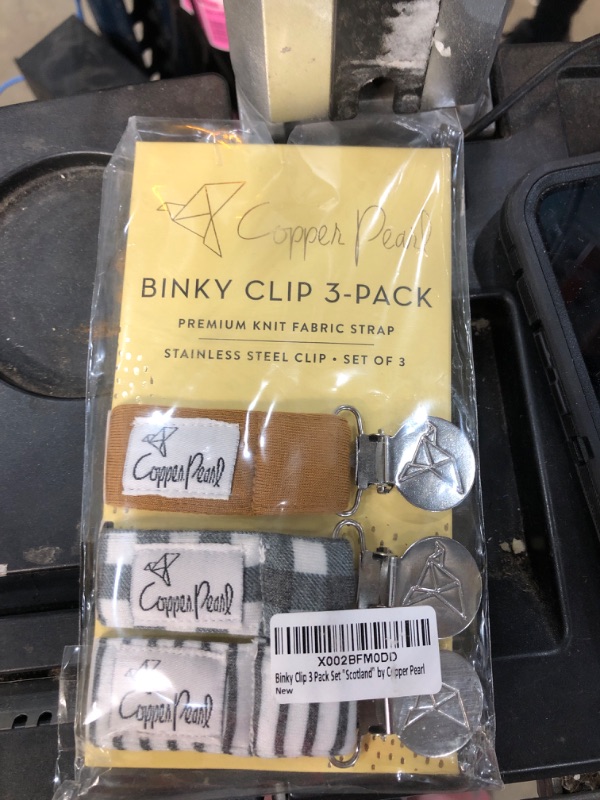 Copper Pearl
BINKY CLIP 3-PACK
PREMIUM KNIT FABRIC STRAP
STAINLESS STEEL CLIP • SET OF 3
Copper Pearl
Copper Pearl
X002BFM0DD
Binky Clip 3 Pack Set "Scotland" by Copper Pearl
New
Copper Pearl